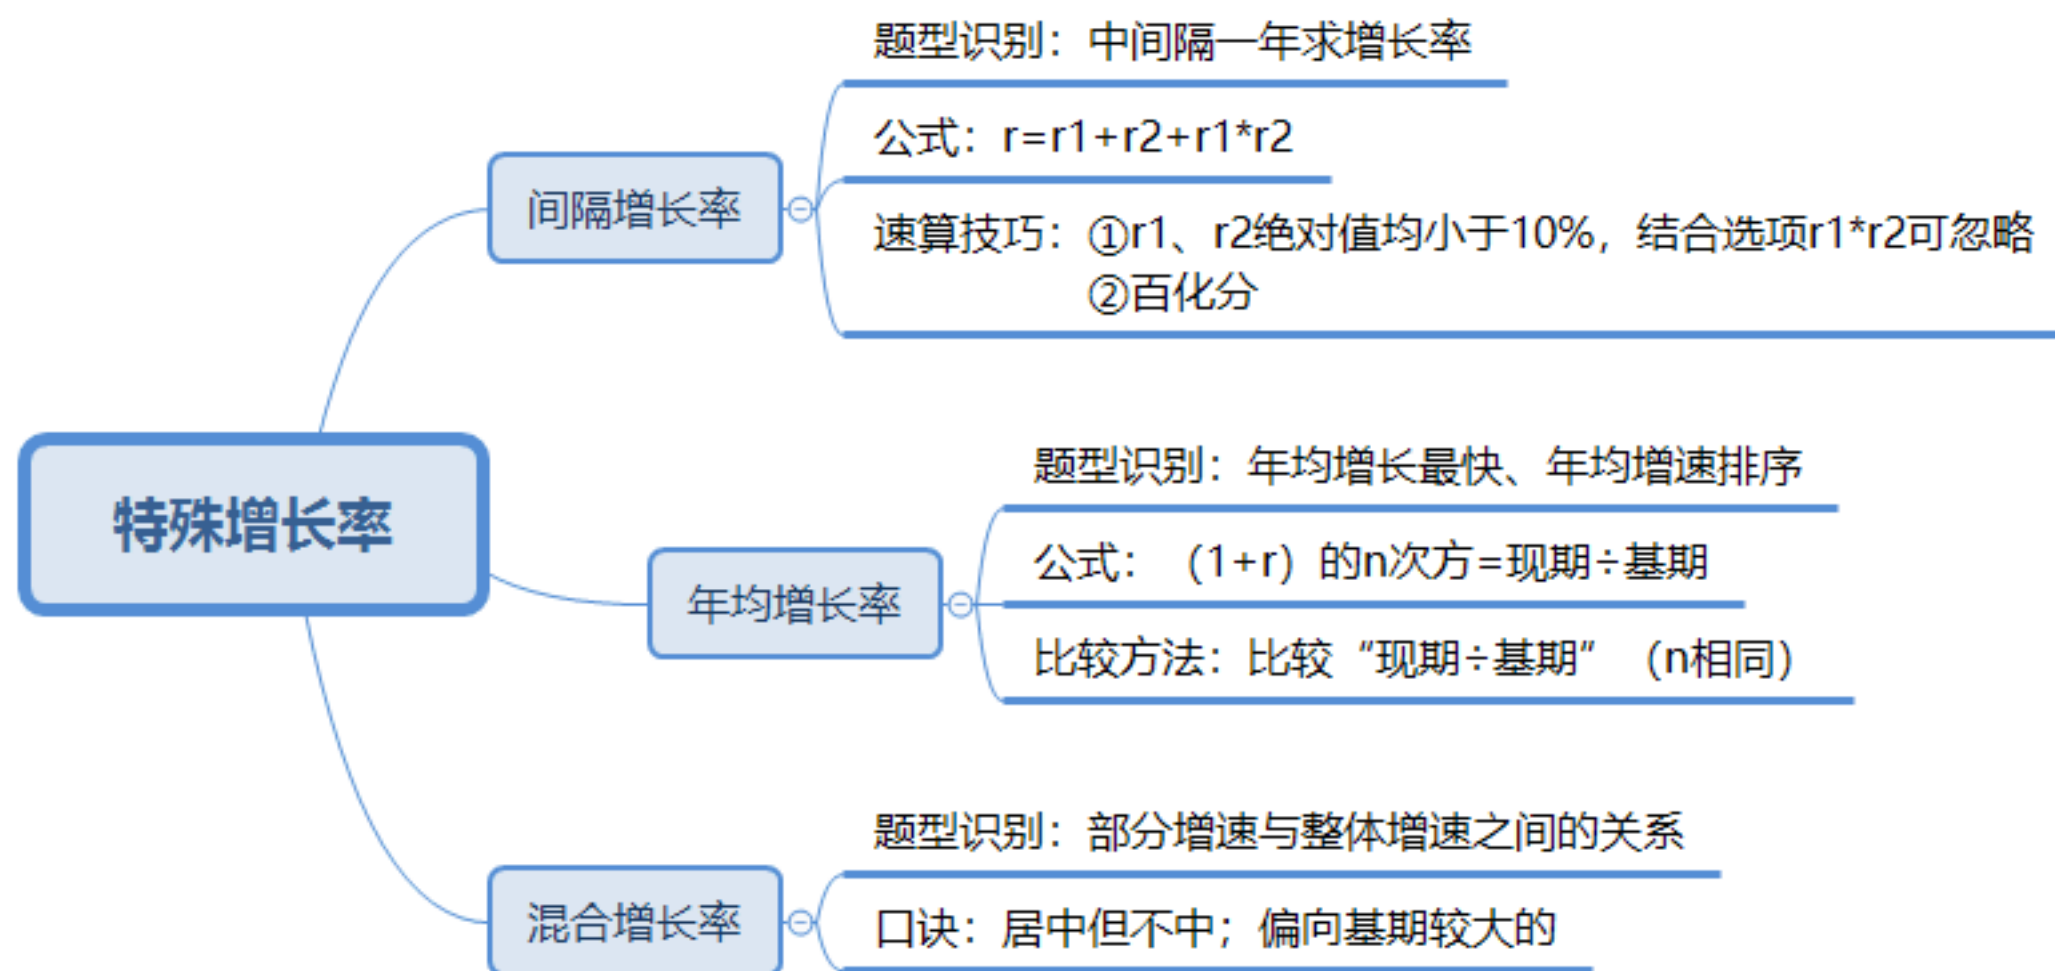 特殊增长率
间隔增长率
题型识别：中间隔一年求增长率
公式：r=r1+r2+r1*r2
速算技巧：①r1、r2绝对值均小于10%，结合选项r1*r2可忽略
②百化分
年均增长率
题型识别：年均增长最快、年均增速排序
公式：（1+r）的n次方=现期÷基期
比较方法：比较“现期÷基期”（n相同）
混合增长率
题型识别：部分增速与整体增速之间的关系
口诀：居中但不中；偏向基期较大的